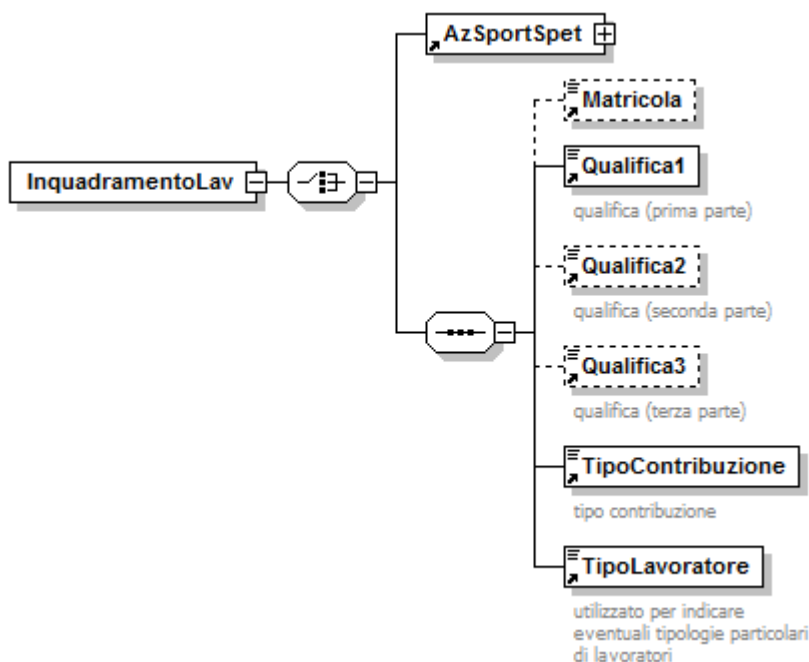 AzSportSpet
Matricola
InquadramentoLav
Qualifica1
qualifica (prima parte)
Qualifica2
qualifica (seconda parte)
Qualifica3
qualifica (terza parte)
TipoContribuzione
tipo contribuzione
TipoLavoratore
utilizzato per indicare
eventuali tipologie particolari
di lavoratori